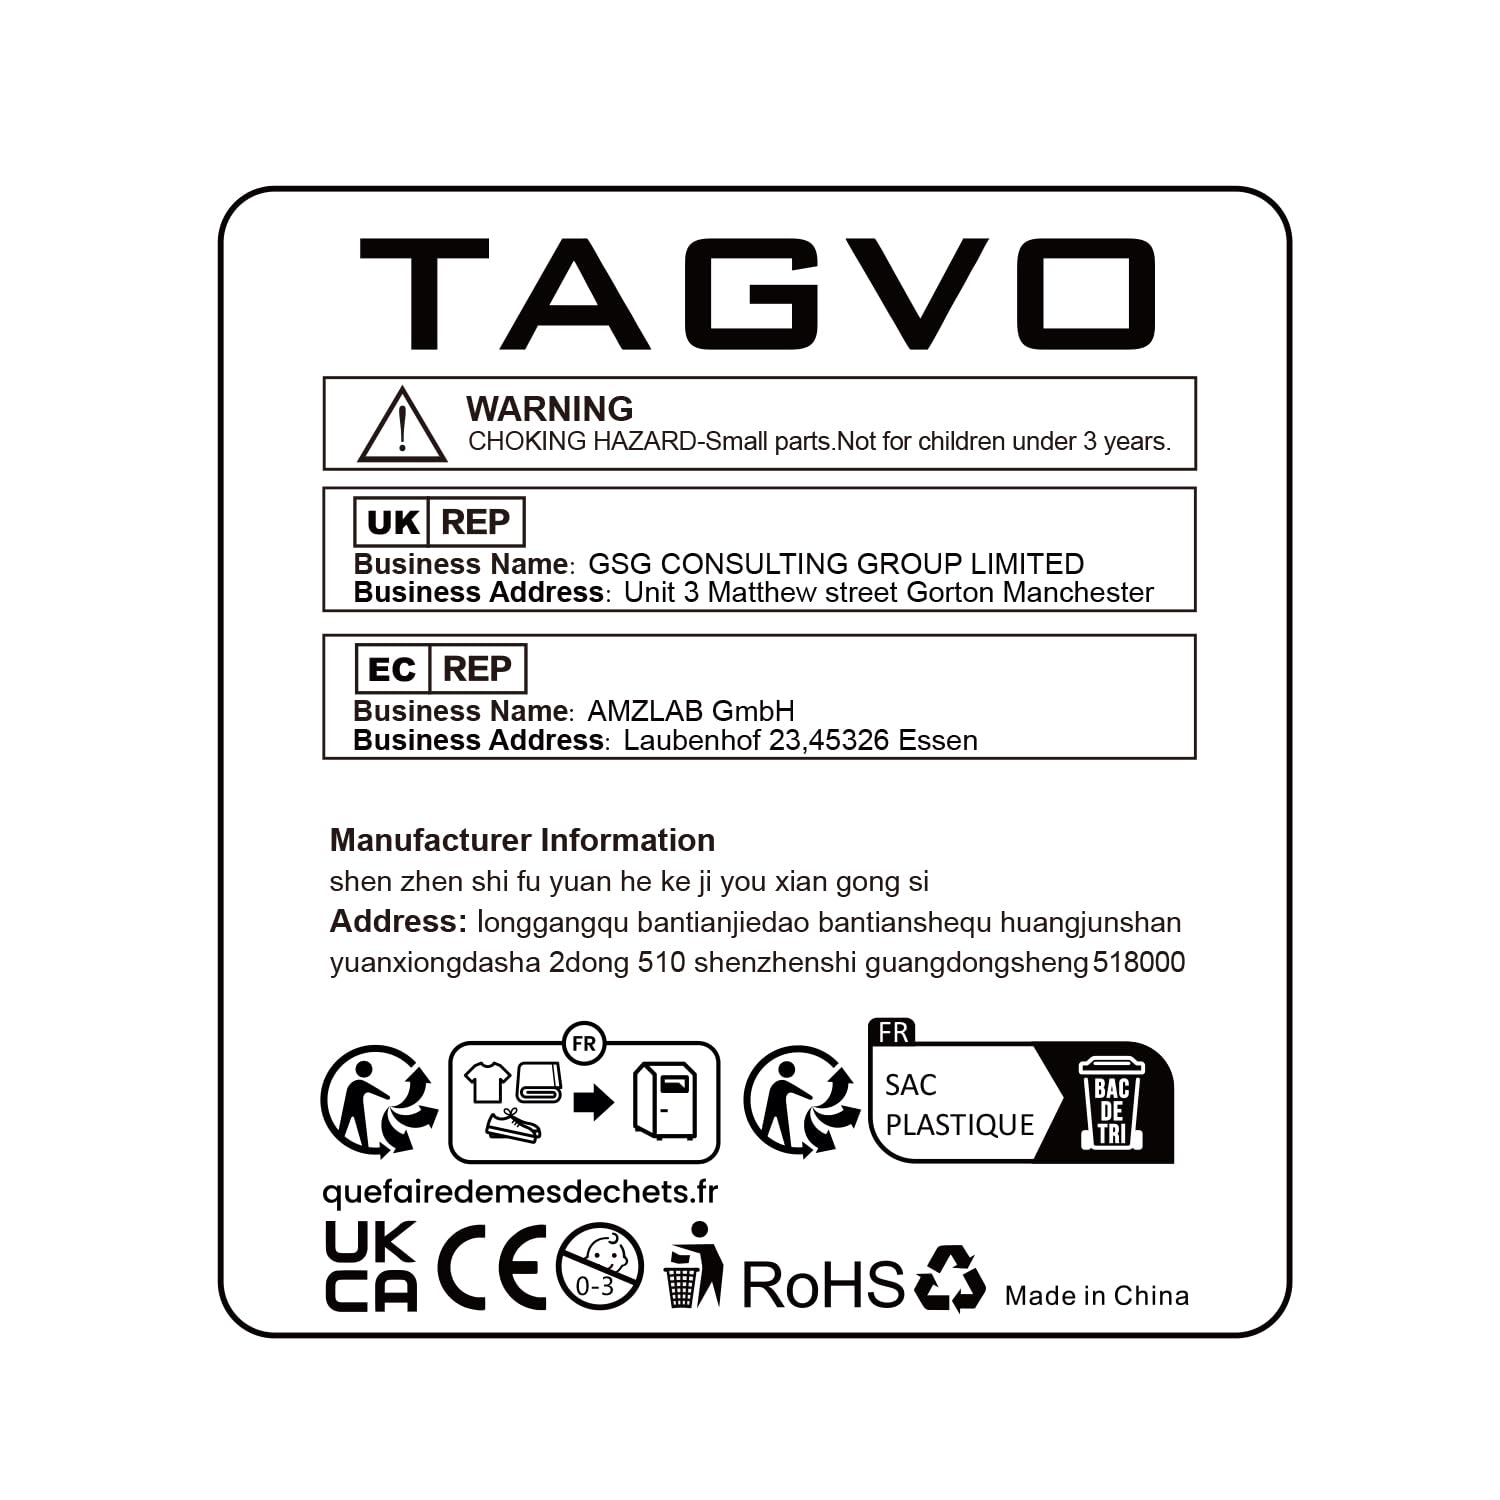 TAGVO
WARNING
CHOKING HAZARD-Small parts.Not for children under 3 years.
UK REP
Business Name: GSG CONSULTING GROUP LIMITED
Business Address: Unit 3 Matthew street Gorton Manchester
EC REP
Business Name: AMZLAB GmbH
Business Address: Laubenhof 23,45326 Essen
Manufacturer Information
shen zhen shi fu yuan he ke ji you xian gong si
Address: longgangqu bantianjiedao bantianshequ huangjunshan
yuanxiongdasha 2dong 510 shenzhenshi guangdongsheng518000
FR
FR
SAC
PLASTIQUE
BAC
DE
TRI
quefairedemesdechets.fr
UK
CA
CE
0-3
RoHS
Made in China